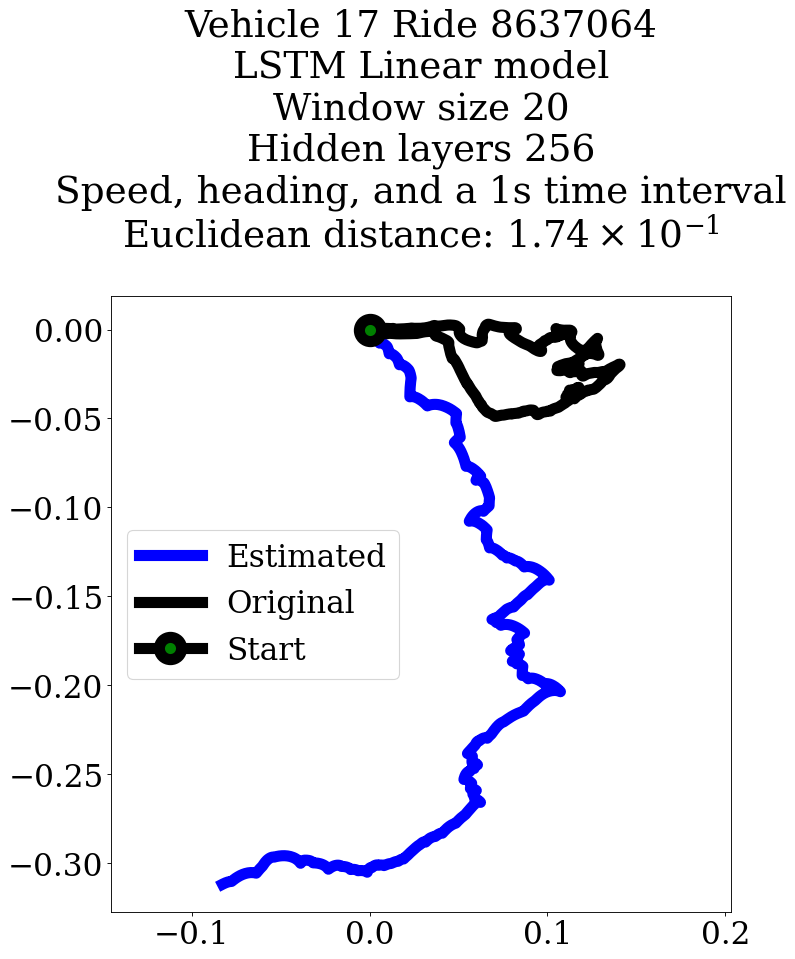 Vehicle 17 Ride 8637064
LSTM Linear model
Window size 20
Hidden layers 256
Speed, heading, and a 1s time interval
Euclidean distance: 1.74 × 10⁻¹
0.00
−0.05
−0.10
−0.15
−0.20
−0.25
−0.30
Estimated
Original
Start
−0.1
0.0
0.1
0.2